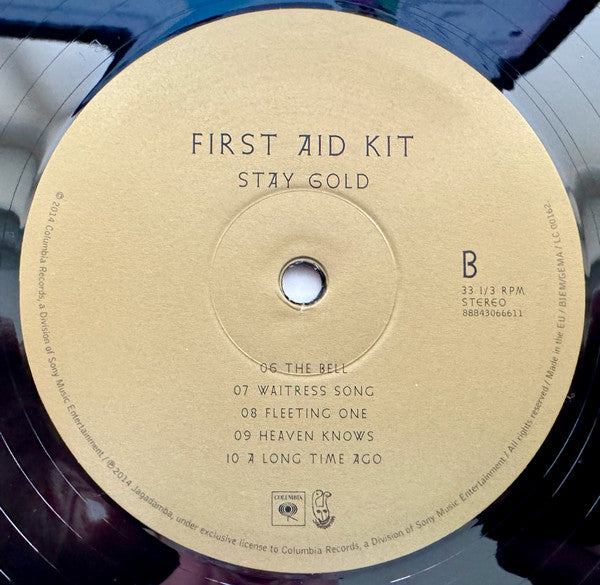 FIRST AID KIT
STAY GOLD
B
33 1/3 RPM
STEREO
88843066611
06 THE BELL
07 WAITRESS SONG
08 FLEETING ONE
09 HEAVEN KNOWS
10 A LONG TIME AGO
COLUMBIA
© 2014 Columbia Records, a Division of Sony Music Entertainment / ℗ 2014 Jagadamba, under exclusive license to Columbia Records, a Division of Sony Music Entertainment / All rights reserved / Made in the EU / BIEM/GEMA / LC 00162